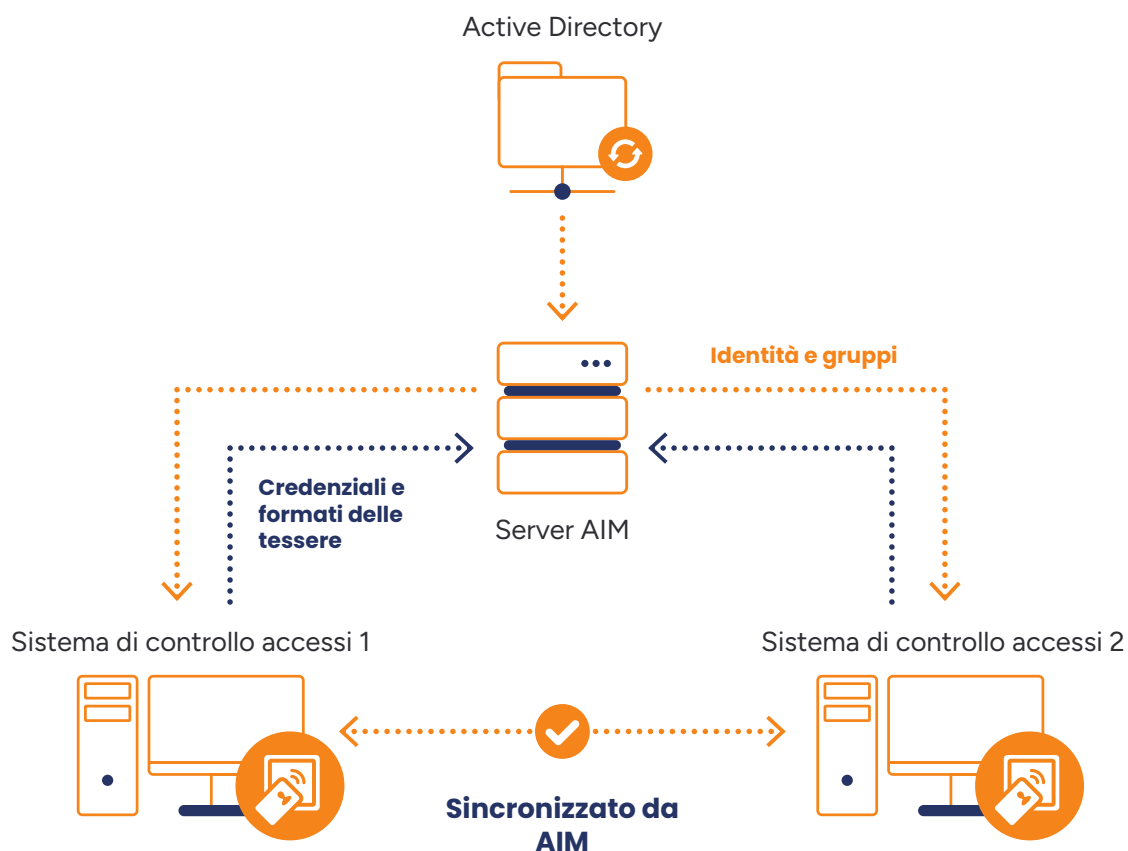 Active Directory
Identità e gruppi
Credenziali e
formati delle
tessere
Server AIM
Sistema di controllo accessi 1
Sistema di controllo accessi 2
Sincronizzato da
AIM